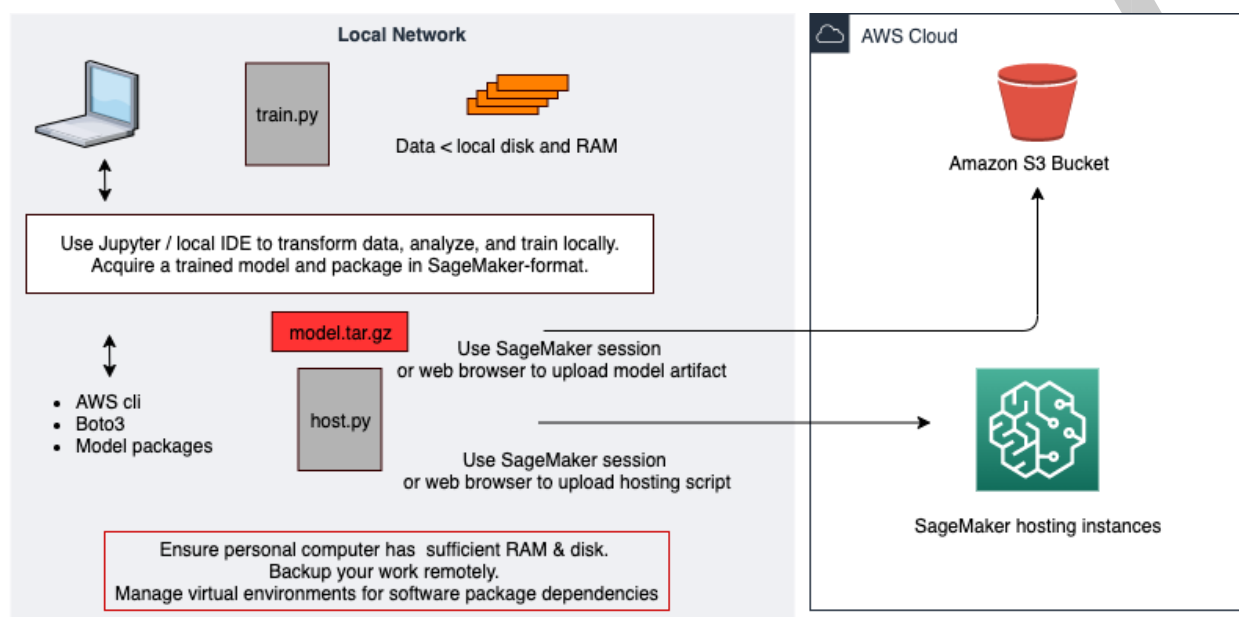 Local Network
train.py
Data < local disk and RAM
Use Jupyter / local IDE to transform data, analyze, and train locally.
Acquire a trained model and package in SageMaker-format.
model.tar.gz
Use SageMaker session
or web browser to upload model artifact
• AWS cli
• Boto3
• Model packages
host.py
Use SageMaker session
or web browser to upload hosting script
Ensure personal computer has sufficient RAM & disk.
Backup your work remotely.
Manage virtual environments for software package dependencies
AWS Cloud
Amazon S3 Bucket
SageMaker hosting instances